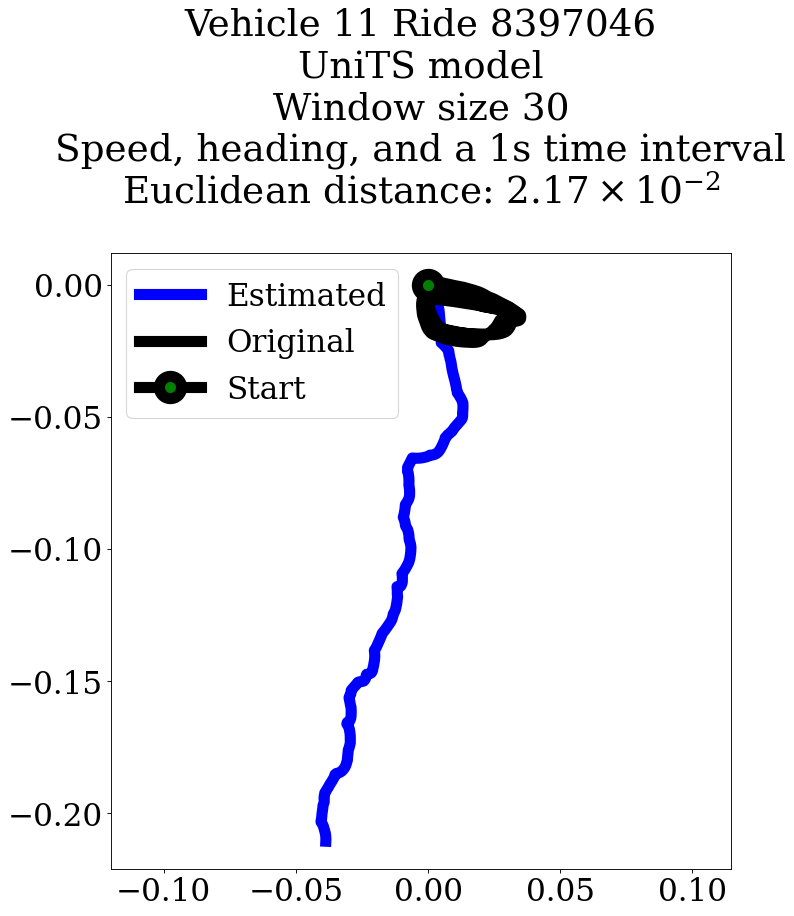 Vehicle 11 Ride 8397046
UniTS model
Window size 30
Speed, heading, and a 1s time interval
Euclidean distance: 2.17 × 10⁻²
Estimated
Original
Start
0.00
−0.05
−0.10
−0.15
−0.20
−0.10 −0.05 0.00 0.05 0.10